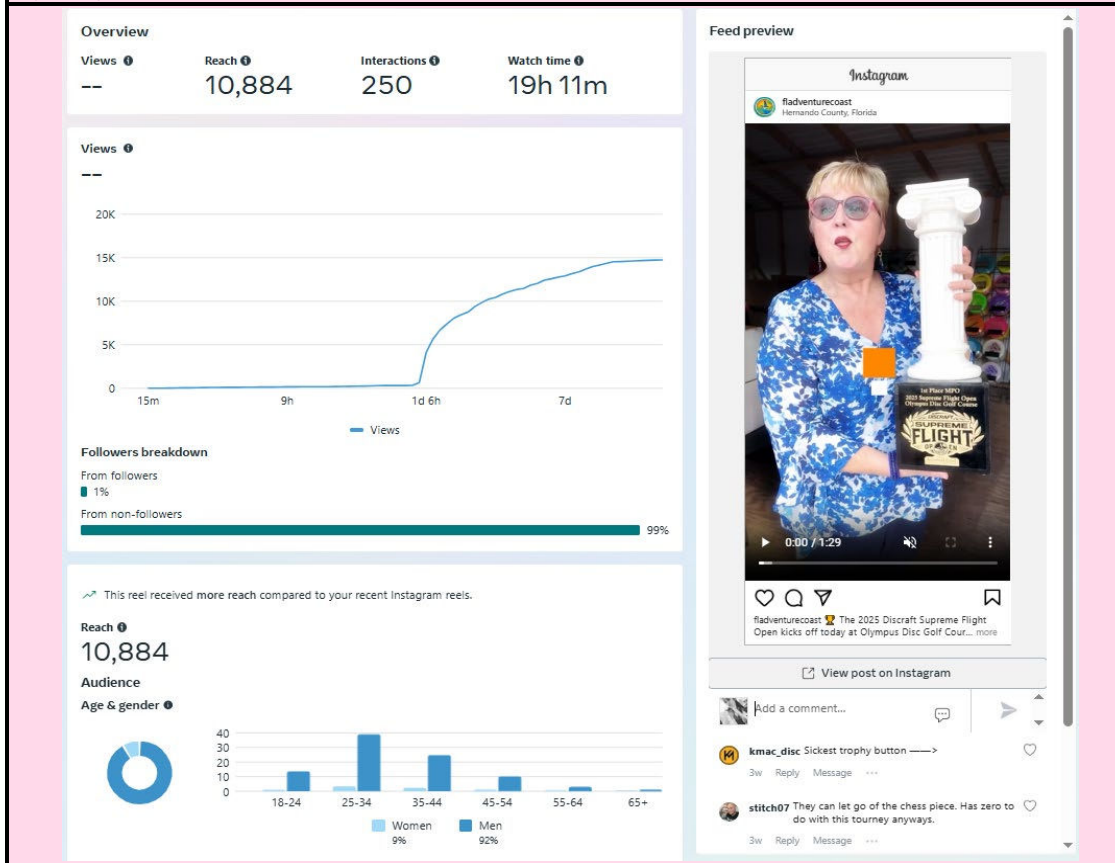 Overview
Views
Reach
Interactions
Watch time
--
10,884
250
19h 11m
Views
--
20K
15K
10K
5K
0
15m
9h
1d 6h
7d
Views
Followers breakdown
From followers
1%
From non-followers
99%
This reel received more reach compared to your recent Instagram reels.
Reach
10,884
Audience
Age & gender
40
30
20
10
0
18-24
25-34
35-44
45-54
55-64
65+
Women
9%
Men
92%
Feed preview
Instagram
fladventurecoast
Hernando County, Florida
1st Place MPO
2025 Supreme Flight Open
Olympus Disc Golf Course
DISCRAFT
SUPREME
FLIGHT
OPEN
0:00 / 1:29
fladventurecoast 🏆 The 2025 Discraft Supreme Flight
Open kicks off today at Olympus Disc Golf Cour... more
View post on Instagram
Add a comment...
kmac_disc Sickest trophy button ——>
3w Reply Message ...
stitch07 They can let go of the chess piece. Has zero to
do with this tourney anyways.
3w Reply Message ...